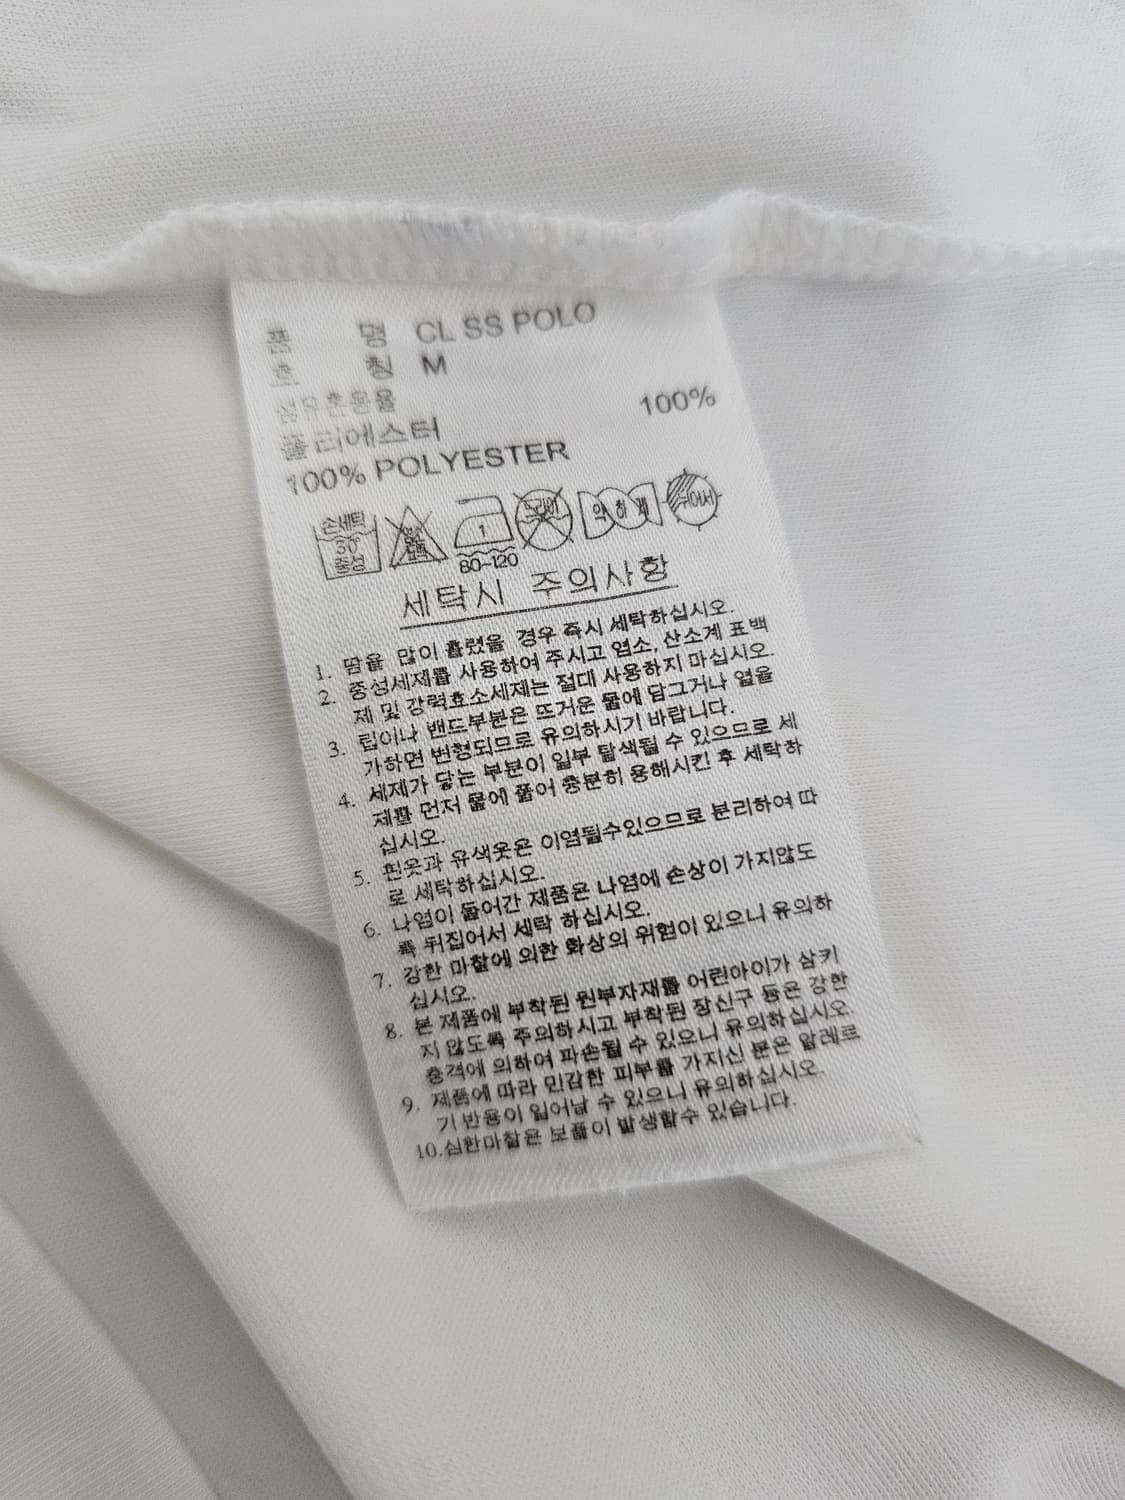 품 명 CL SS POLO
호 칭 M
섬유혼용율
폴리에스터 100%
100% POLYESTER
손세탁 30° 중성 염소 표백 1 80~120 드라이 약하게 뉘어서
세탁시 주의사항
1. 땀을 많이 흘렸을 경우 즉시 세탁하십시오.
2. 중성세제를 사용하여 주시고 염소, 산소계 표백
제 및 강력효소세제는 절대 사용하지 마십시오.
3. 립이나 밴드부분은 뜨거운 물에 담그거나 열을
가하면 변형되므로 유의하시기 바랍니다.
4. 세제가 닿는 부분이 일부 탈색될 수 있으므로 세
제를 먼저 물에 풀어 충분히 용해시킨 후 세탁하
십시오.
5. 흰옷과 유색옷은 이염될수있으므로 분리하여 따
로 세탁하십시오.
6. 나염이 들어간 제품은 나염에 손상이 가지않도
록 뒤집어서 세탁 하십시오.
7. 강한 마찰에 의한 화상의 위험이 있으니 유의하
십시오.
8. 본 제품에 부착된 원부자재를 어린아이가 삼키
지 않도록 주의하시고 부착된 장신구 등은 강한
충격에 의하여 파손될 수 있으니 유의하십시오.
9. 제품에 따라 민감한 피부를 가지신 분은 알레르
기 반응이 일어날 수 있으니 유의하십시오.
10.심한마찰은 보풀이 발생할수 있습니다.